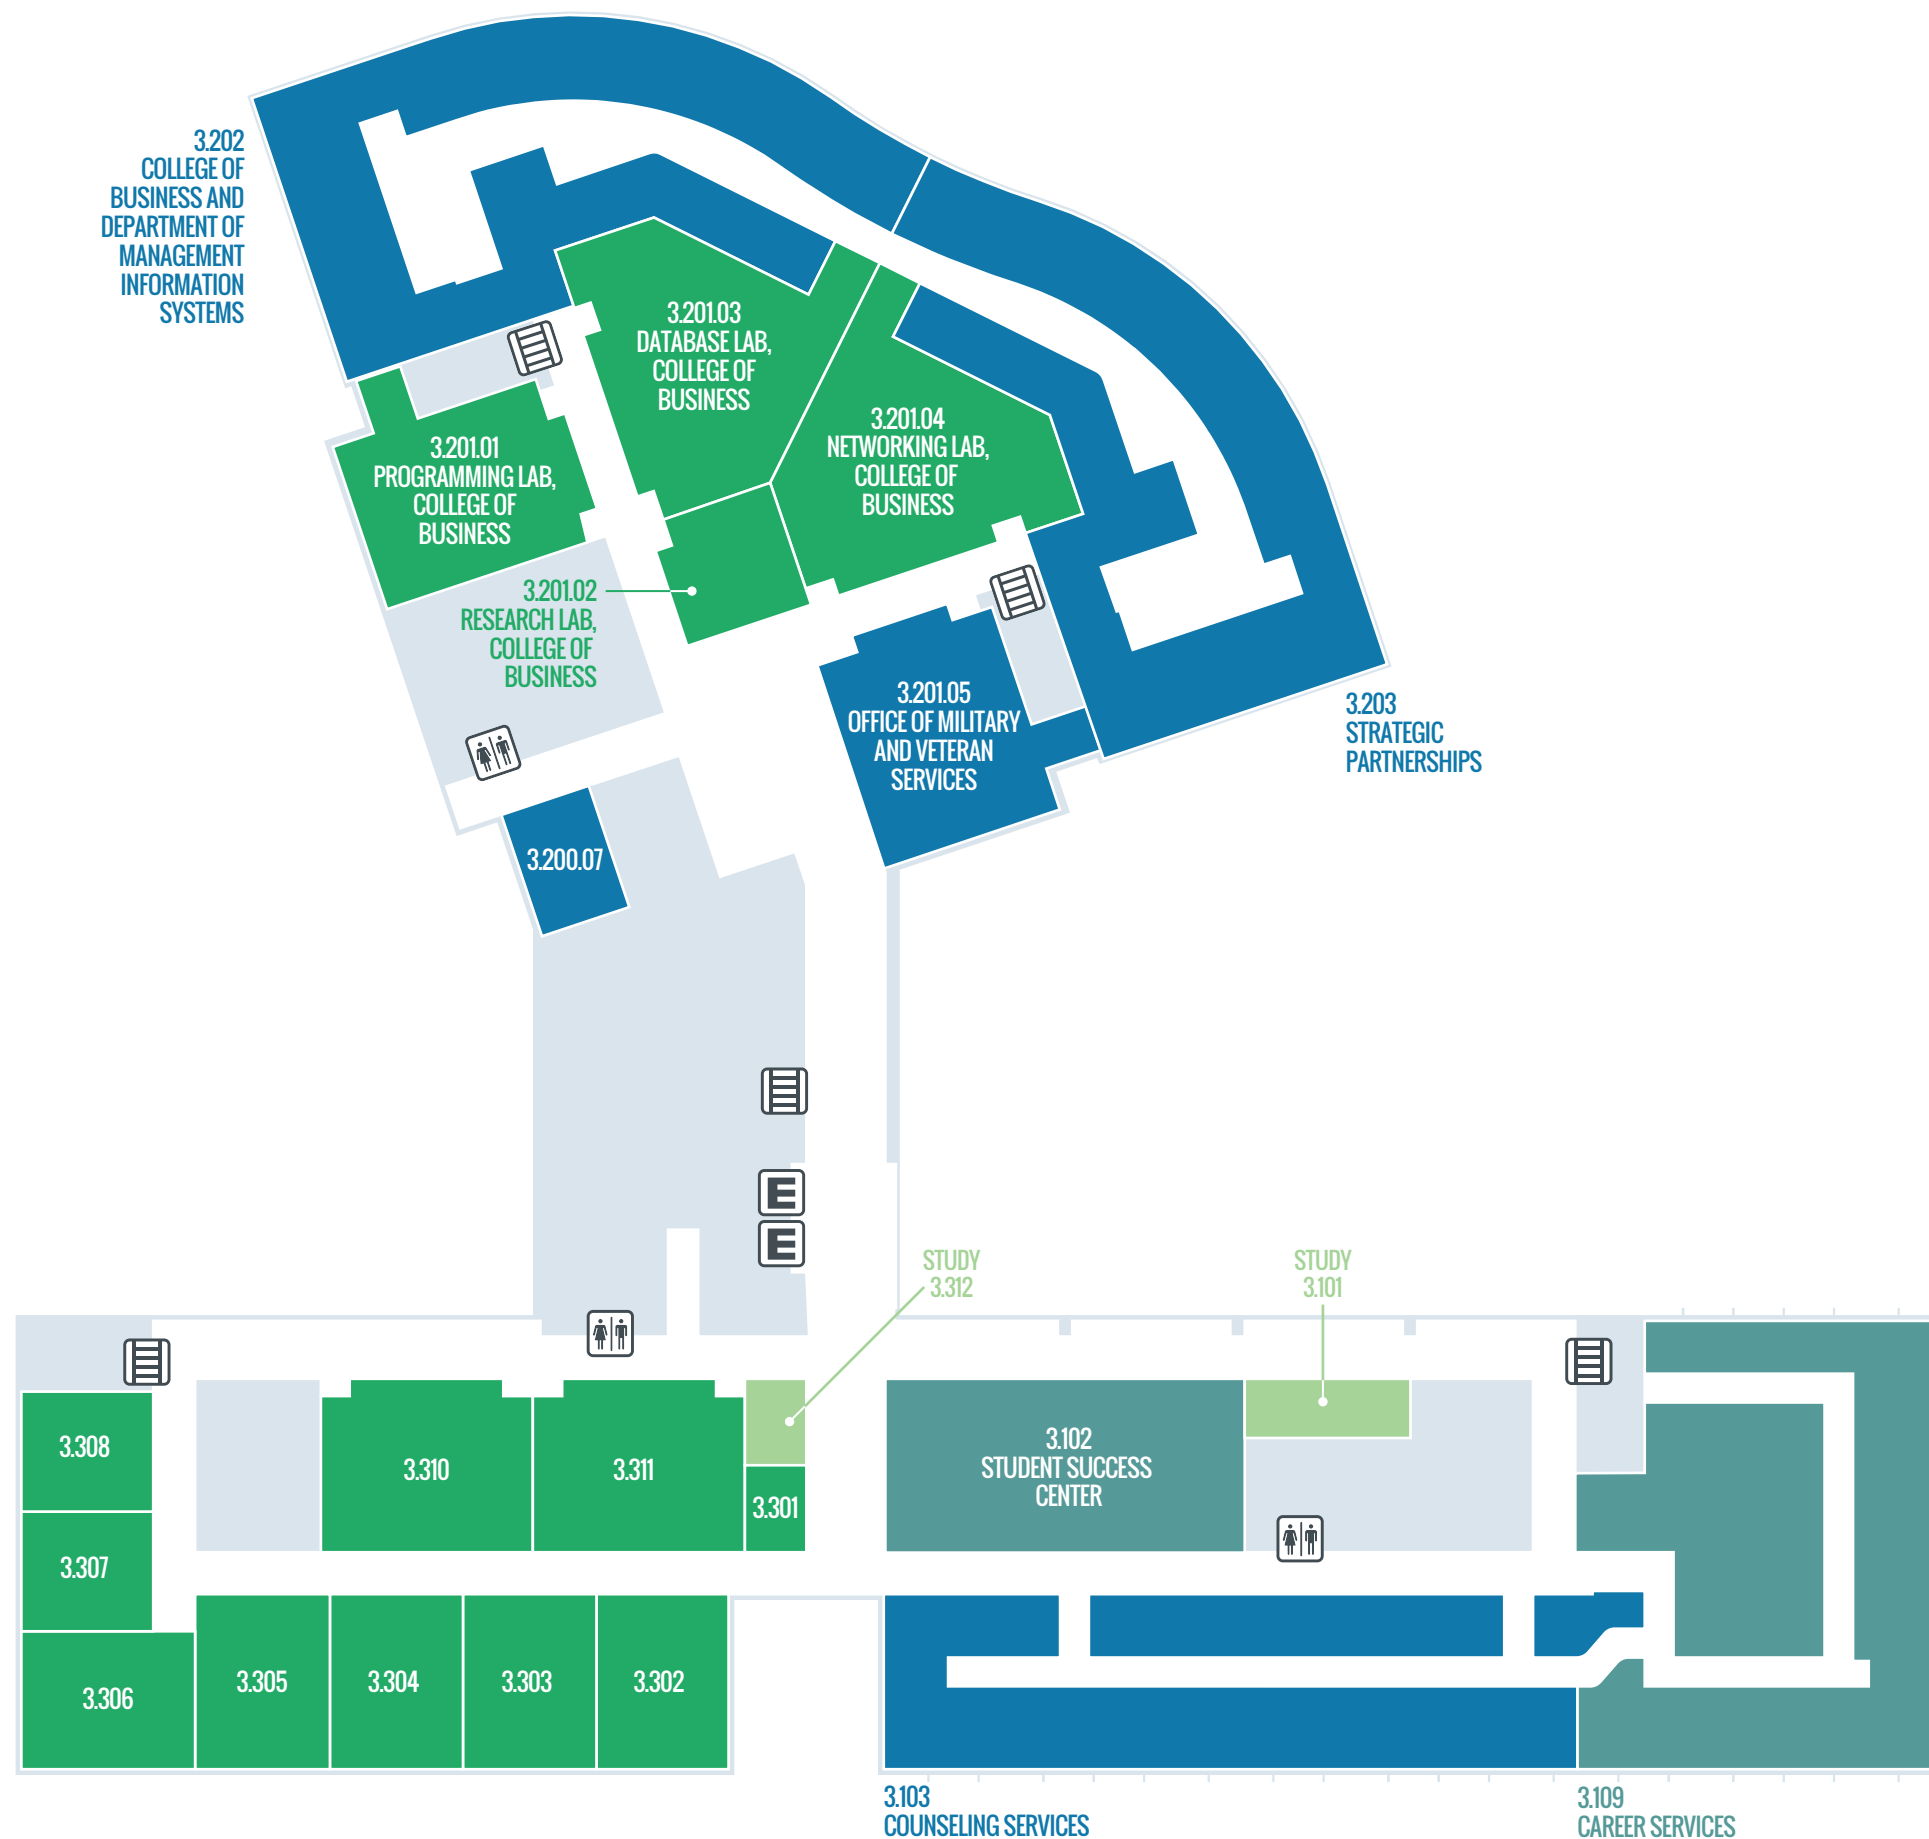 3.202
COLLEGE OF
BUSINESS AND
DEPARTMENT OF
MANAGEMENT
INFORMATION
SYSTEMS
3.201.03
DATABASE LAB,
COLLEGE OF
BUSINESS
3.201.04
NETWORKING LAB,
COLLEGE OF
BUSINESS
3.201.01
PROGRAMMING LAB,
COLLEGE OF
BUSINESS
3.201.02
RESEARCH LAB,
COLLEGE OF
BUSINESS
3.201.05
OFFICE OF MILITARY
AND VETERAN
SERVICES
3.203
STRATEGIC
PARTNERSHIPS
3.200.07
E
E
STUDY
3.312
STUDY
3.101
3.308
3.310
3.311
3.301
3.102
STUDENT SUCCESS
CENTER
3.307
3.306
3.305
3.304
3.303
3.302
3.103
COUNSELING SERVICES
3.109
CAREER SERVICES